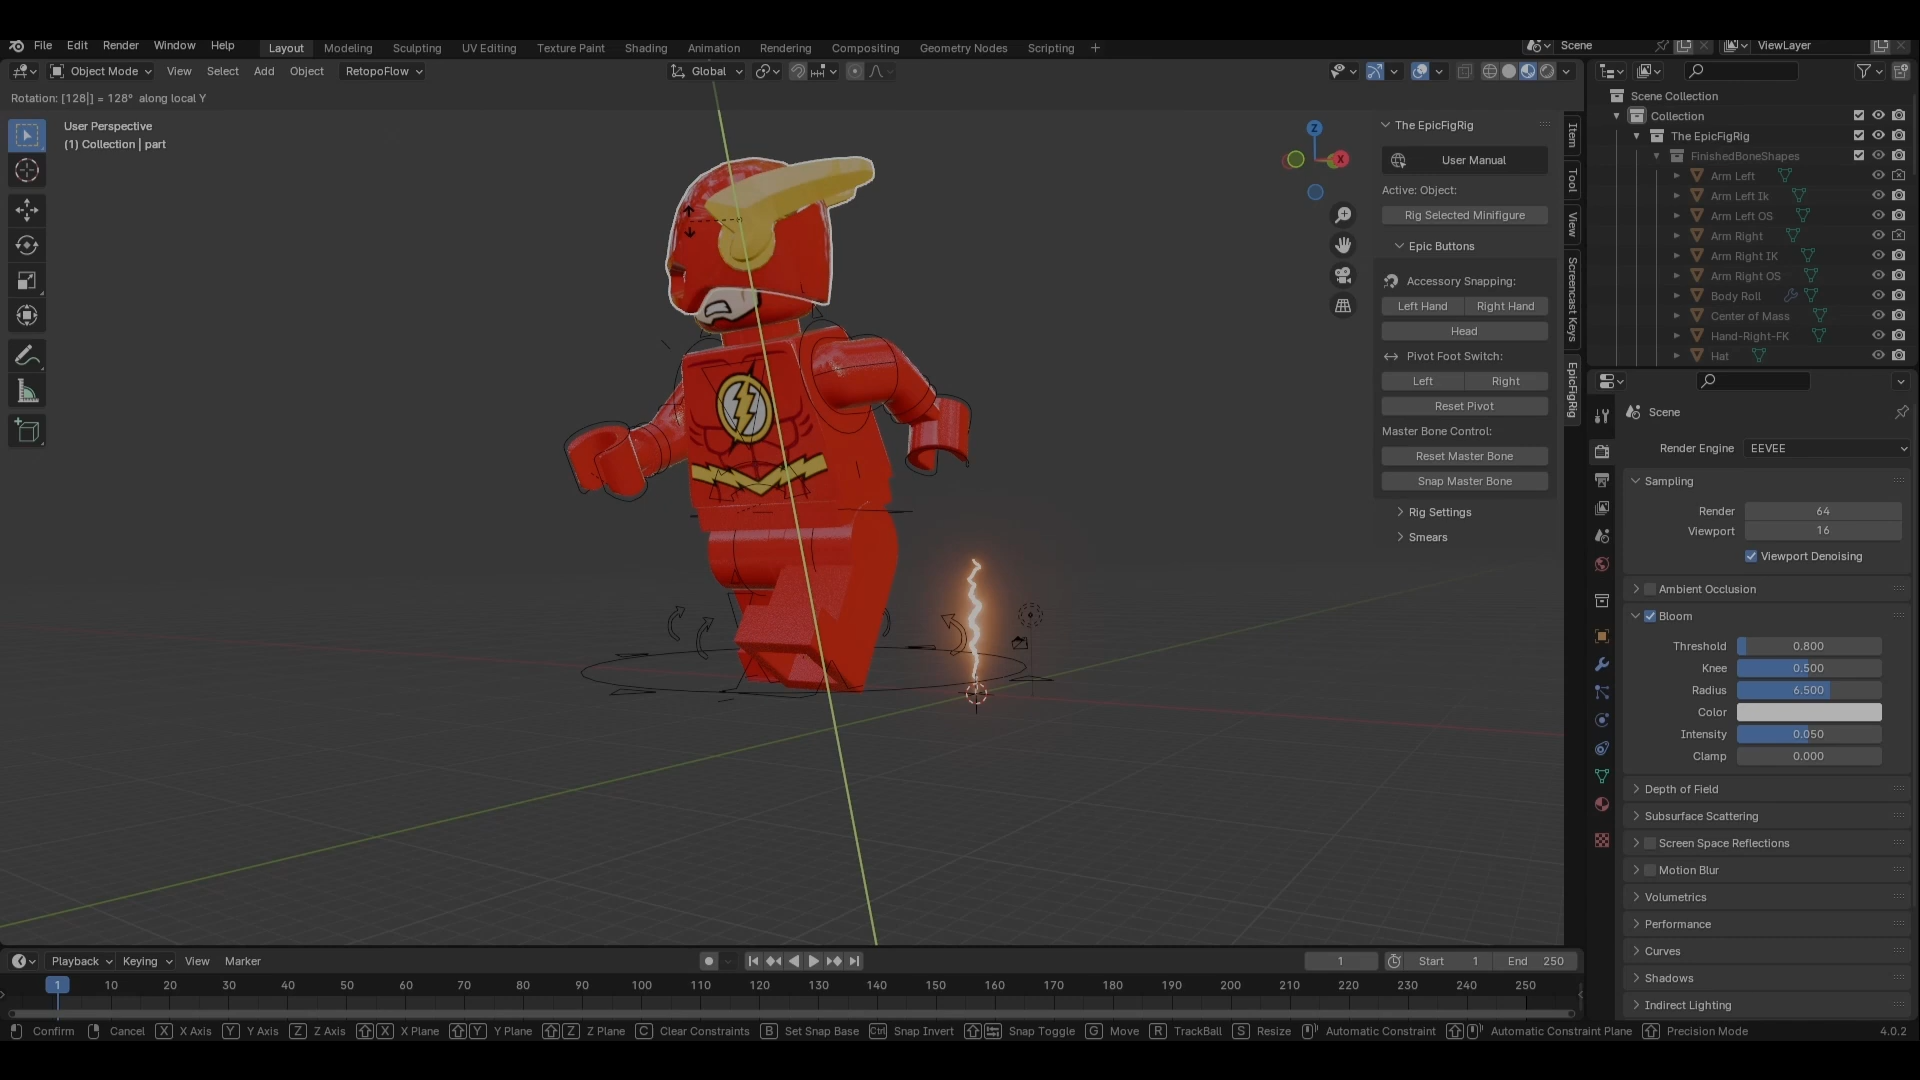 File Edit Render Window Help Layout Modeling Sculpting UV Editing Texture Paint Shading Animation Rendering Compositing Geometry Nodes Scripting + Scene ViewLayer
Object Mode View Select Add Object RetopoFlow Global
Rotation: [128|] = 128° along local Y
User Perspective
(1) Collection | part
Z
X
The EpicFigRig
User Manual
Active: Object:
Rig Selected Minifigure
Epic Buttons
Accessory Snapping:
Left Hand Right Hand
Head
Pivot Foot Switch:
Left Right
Reset Pivot
Master Bone Control:
Reset Master Bone
Snap Master Bone
Rig Settings
Smears
Item
Tool
View
Screencast Keys
EpicFigRig
Scene Collection
Collection
The EpicFigRig
FinishedBoneShapes
Arm Left
Arm Left Ik
Arm Left OS
Arm Right
Arm Right IK
Arm Right OS
Body Roll
Center of Mass
Hand-Right-FK
Hat
Scene
Render Engine EEVEE
Sampling
Render 64
Viewport 16
Viewport Denoising
Ambient Occlusion
Bloom
Threshold 0.800
Knee 0.500
Radius 6.500
Color
Intensity 0.050
Clamp 0.000
Depth of Field
Subsurface Scattering
Screen Space Reflections
Motion Blur
Volumetrics
Performance
Curves
Shadows
Indirect Lighting
Playback Keying View Marker 1 Start 1 End 250
1 10 20 30 40 50 60 70 80 90 100 110 120 130 140 150 160 170 180 190 200 210 220 230 240 250
Confirm Cancel X X Axis Y Y Axis Z Z Axis X X Plane Y Y Plane Z Z Plane C Clear Constraints B Set Snap Base Ctrl Snap Invert Snap Toggle G Move R TrackBall S Resize Automatic Constraint Automatic Constraint Plane Precision Mode 4.0.2